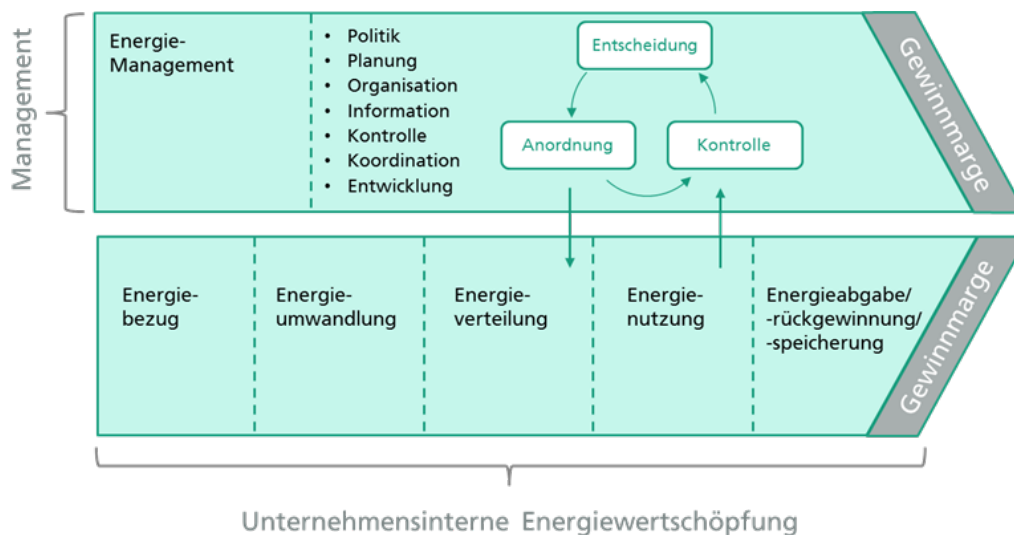 Management
Energie-
Management
• Politik
• Planung
• Organisation
• Information
• Kontrolle
• Koordination
• Entwicklung
Entscheidung
Anordnung
Kontrolle
Gewinnmarge
Energie-
bezug
Energie-
umwandlung
Energie-
verteilung
Energie-
nutzung
Energieabgabe/
-rückgewinnung/
-speicherung
Gewinnmarge
Unternehmensinterne Energiewertschöpfung